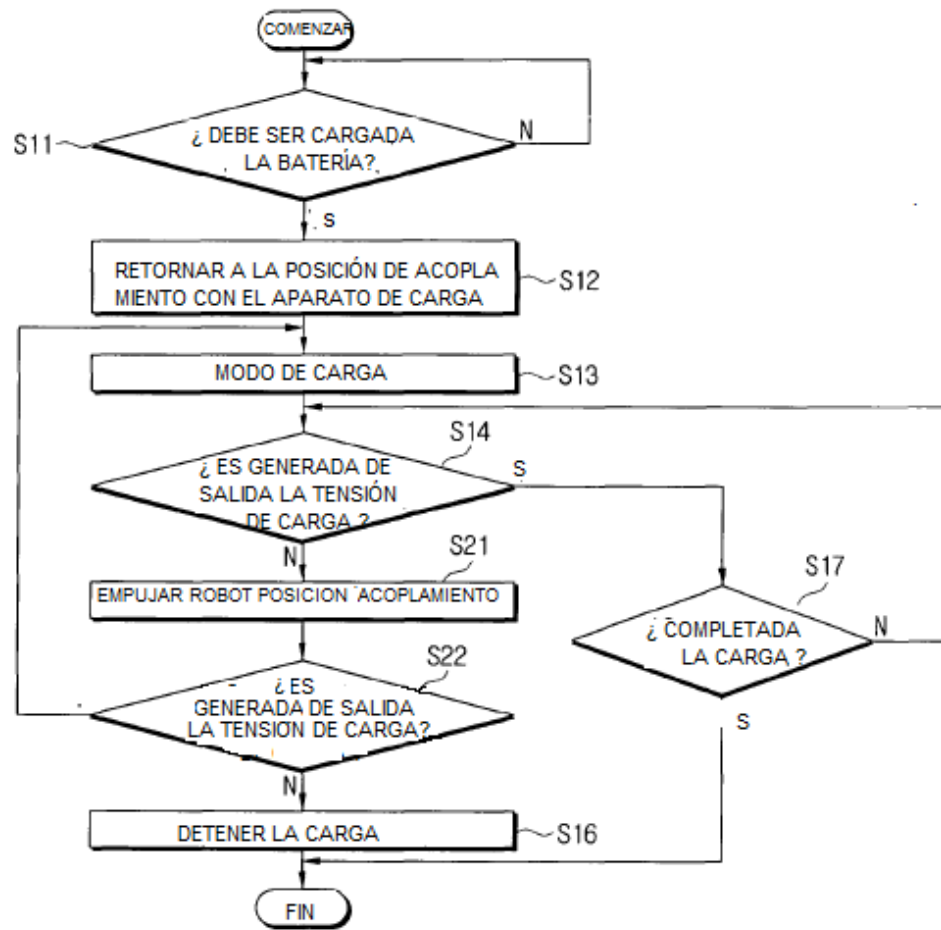 COMENZAR
¿ DEBE SER CARGADA
LA BATERÍA?
N
S11
S
RETORNAR A LA POSICIÓN DE ACOPLA
MIENTO CON EL APARATO DE CARGA
S12
MODO DE CARGA
S13
S14
¿ ES GENERADA DE
SALIDA LA TENSIÓN
DE CARGA ?
S
N
S21
EMPUJAR ROBOT POSICION ACOPLAMIENTO
S17
¿ COMPLETADA
LA CARGA ?
N
S
S22
¿ ES
GENERADA DE SALIDA
LA TENSIÓN DE CARGA?
N
DETENER LA CARGA
S16
FIN